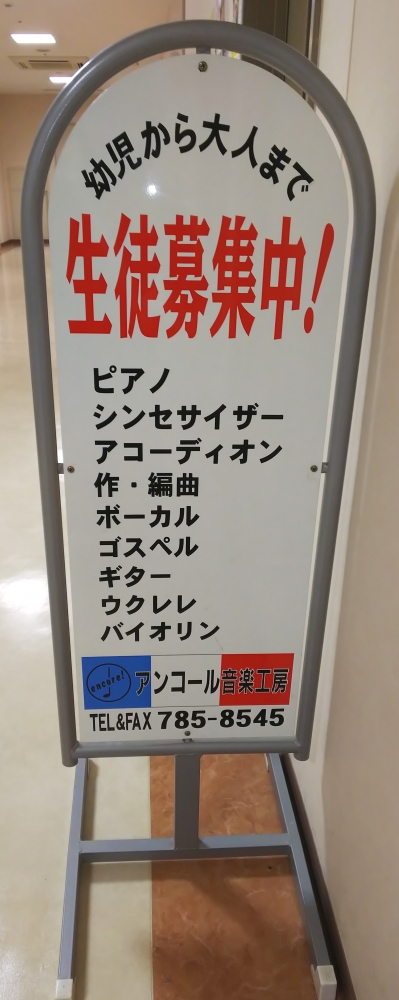 幼児から大人まで
生徒募集中!
ピアノ
シンセサイザー
アコーディオン
作・編曲
ボーカル
ゴスペル
ギター
ウクレレ
バイオリン
encore! アンコール音楽工房
TEL&FAX 785-8545